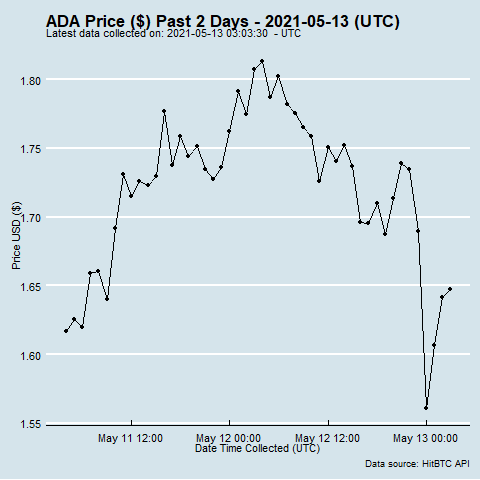 ADA Price ($) Past 2 Days - 2021-05-13 (UTC)
Latest data collected on: 2021-05-13 03:03:30 - UTC
1.80
1.75
1.70
1.65
1.60
1.55
Price USD ($)
May 11 12:00
May 12 00:00
May 12 12:00
May 13 00:00
Date Time Collected (UTC)
Data source: HitBTC API